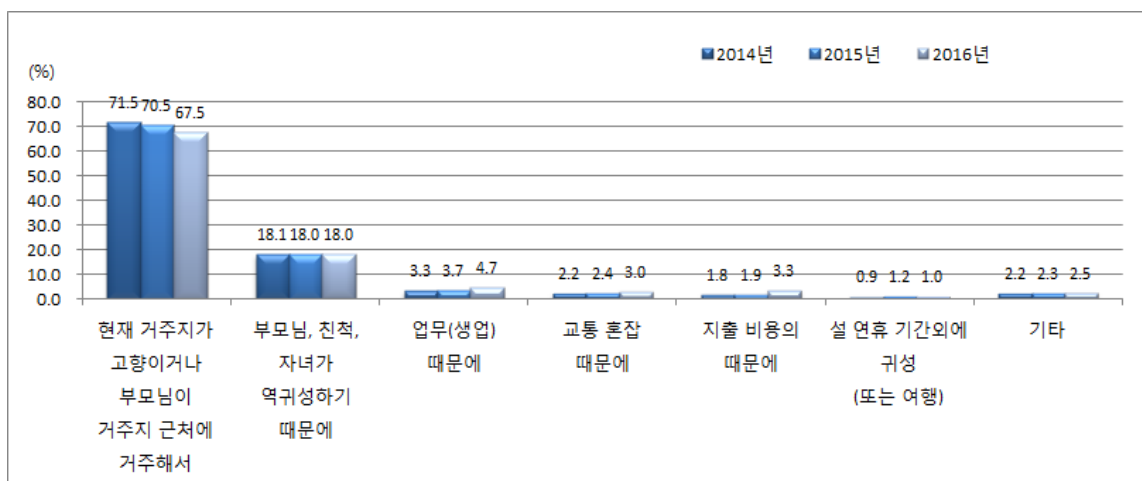 ■2014년 ■2015년 ■2016년
(%)
80.0
70.0
60.0
50.0
40.0
30.0
20.0
10.0
0.0
71.5 70.5 67.5
18.1 18.0 18.0
3.3 3.7 4.7
2.2 2.4 3.0
1.8 1.9 3.3
0.9 1.2 1.0
2.2 2.3 2.5
현재 거주지가
고향이거나
부모님이
거주지 근처에
거주해서
부모님, 친척,
자녀가
역귀성하기
때문에
업무(생업)
때문에
교통 혼잡
때문에
지출 비용의
때문에
설 연휴 기간외에
귀성
(또는 여행)
기타